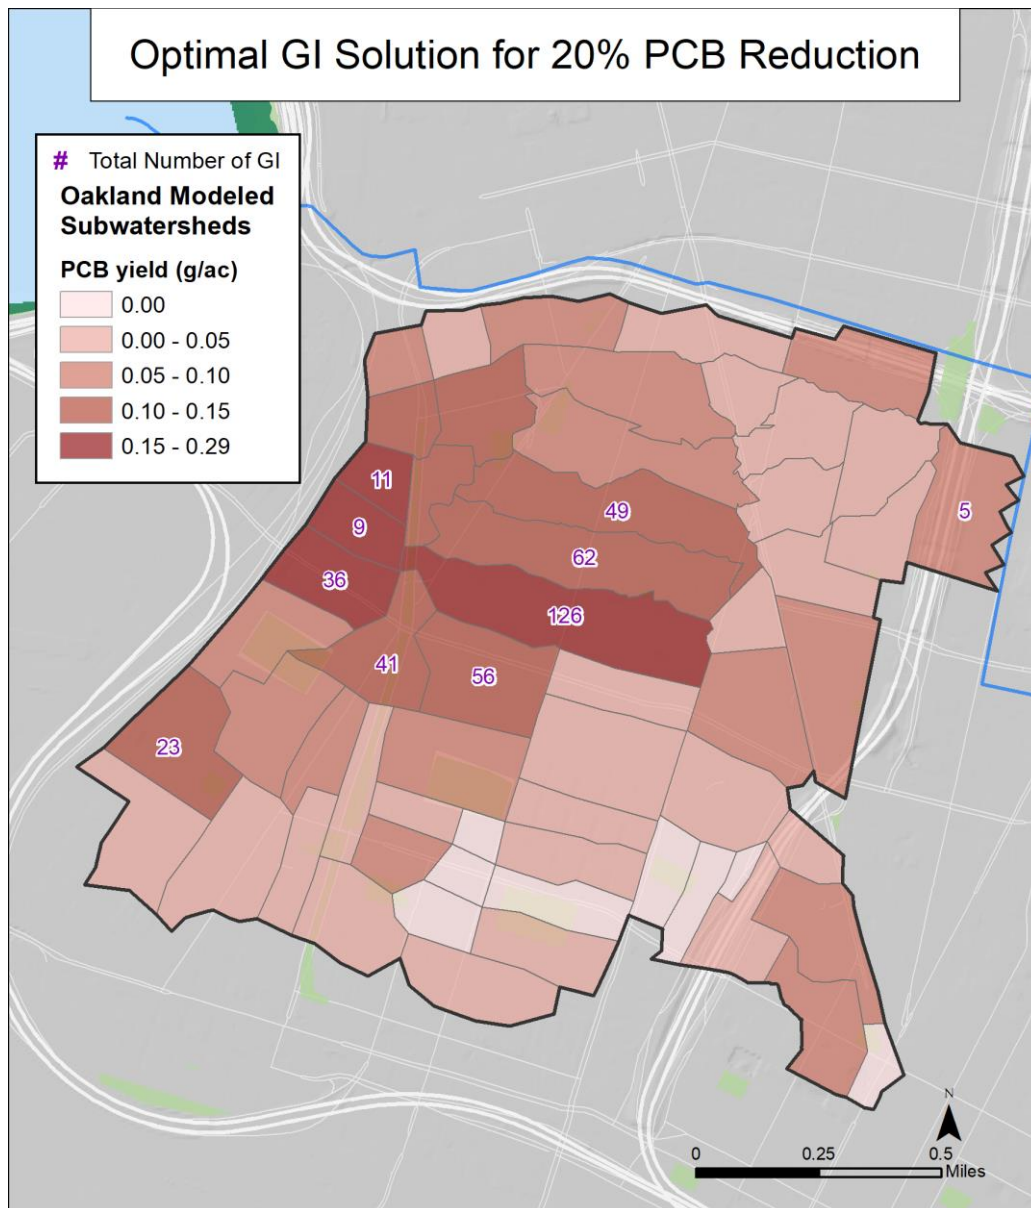 Optimal GI Solution for 20% PCB Reduction
# Total Number of GI
Oakland Modeled
Subwatersheds
PCB yield (g/ac)
0.00
0.00 - 0.05
0.05 - 0.10
0.10 - 0.15
0.15 - 0.29
11
9
49
5
62
36
126
41
56
23
N
0 0.25 0.5
Miles